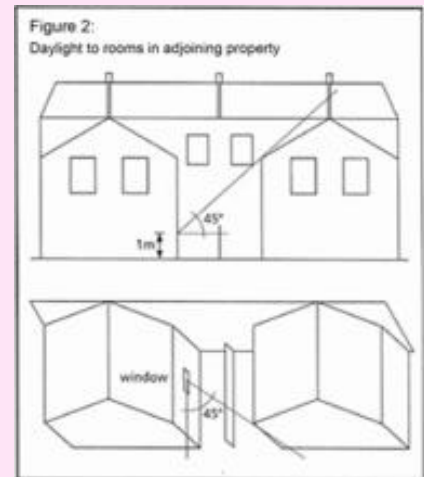 Figure 2:
Daylight to rooms in adjoining property
45°
1m
window
45°